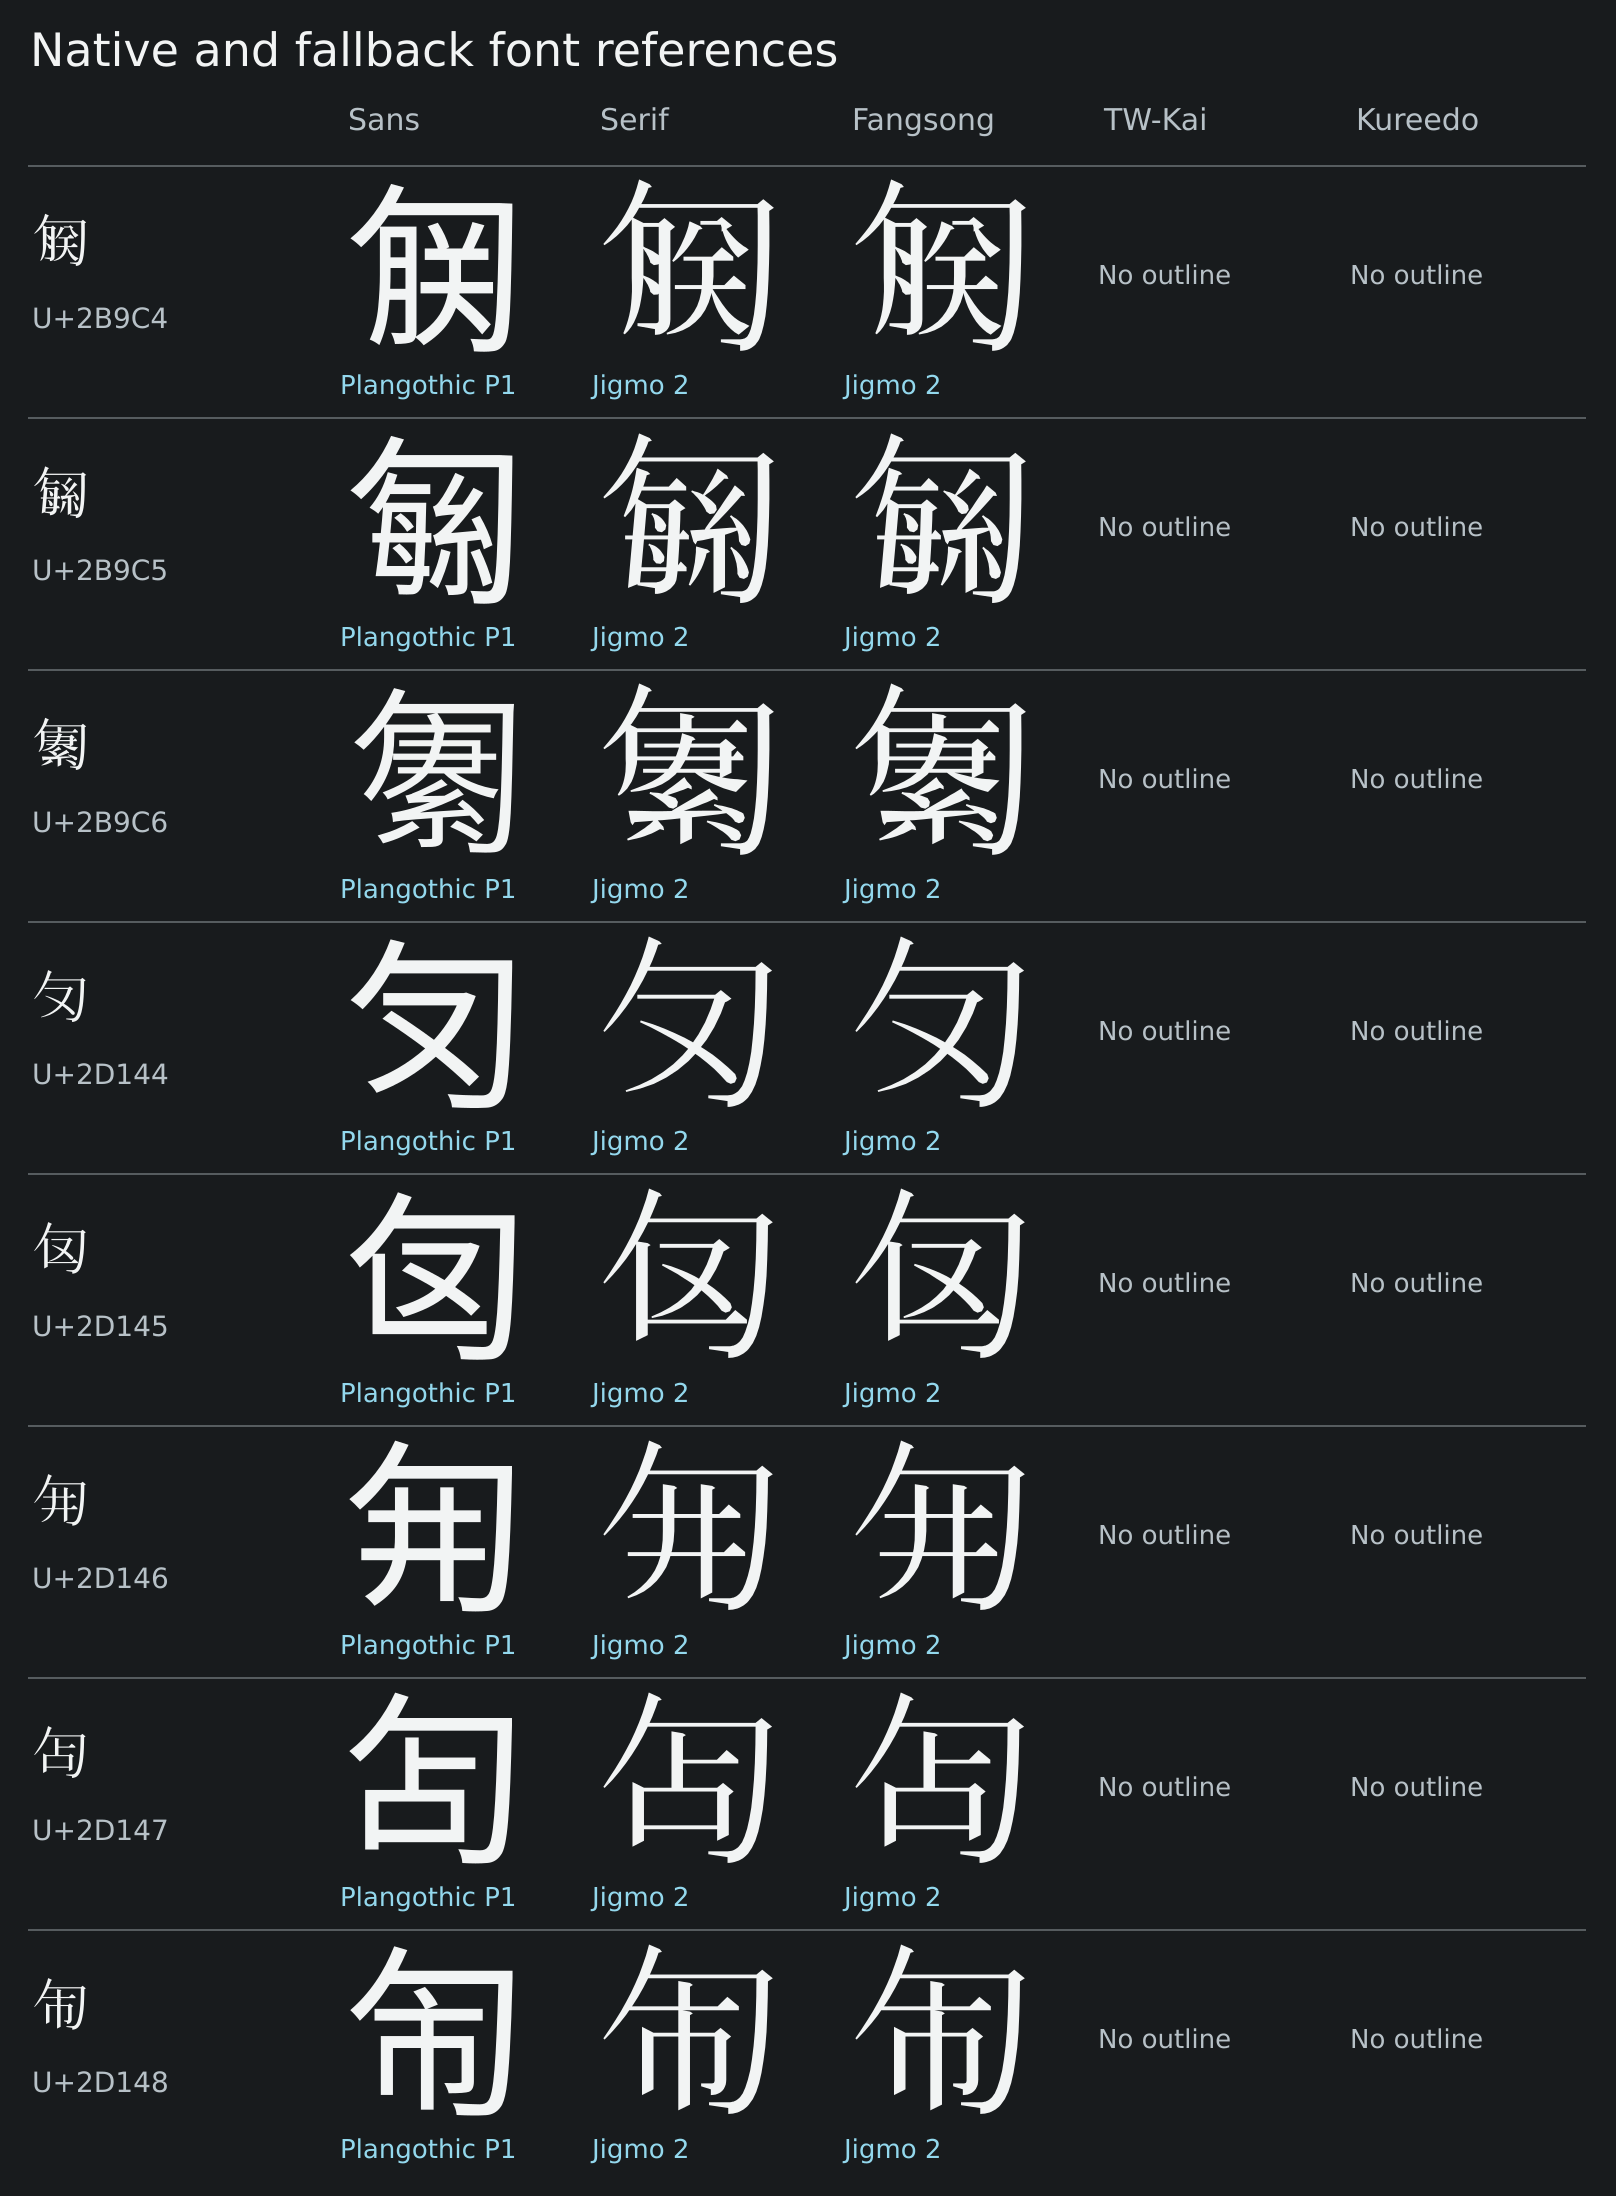 Native and fallback font references
Sans Serif Fangsong TW-Kai Kureedo
𫧄 𫧄 𫧄 𫧄 No outline No outline
U+2B9C4
Plangothic P1 Jigmo 2 Jigmo 2
𫧅 𫧅 𫧅 𫧅 No outline No outline
U+2B9C5
Plangothic P1 Jigmo 2 Jigmo 2
𫧆 𫧆 𫧆 𫧆 No outline No outline
U+2B9C6
Plangothic P1 Jigmo 2 Jigmo 2
𭅄 𭅄 𭅄 𭅄 No outline No outline
U+2D144
Plangothic P1 Jigmo 2 Jigmo 2
𭅅 𭅅 𭅅 𭅅 No outline No outline
U+2D145
Plangothic P1 Jigmo 2 Jigmo 2
𭅆 𭅆 𭅆 𭅆 No outline No outline
U+2D146
Plangothic P1 Jigmo 2 Jigmo 2
𭅇 𭅇 𭅇 𭅇 No outline No outline
U+2D147
Plangothic P1 Jigmo 2 Jigmo 2
𭅈 𭅈 𭅈 𭅈 No outline No outline
U+2D148
Plangothic P1 Jigmo 2 Jigmo 2